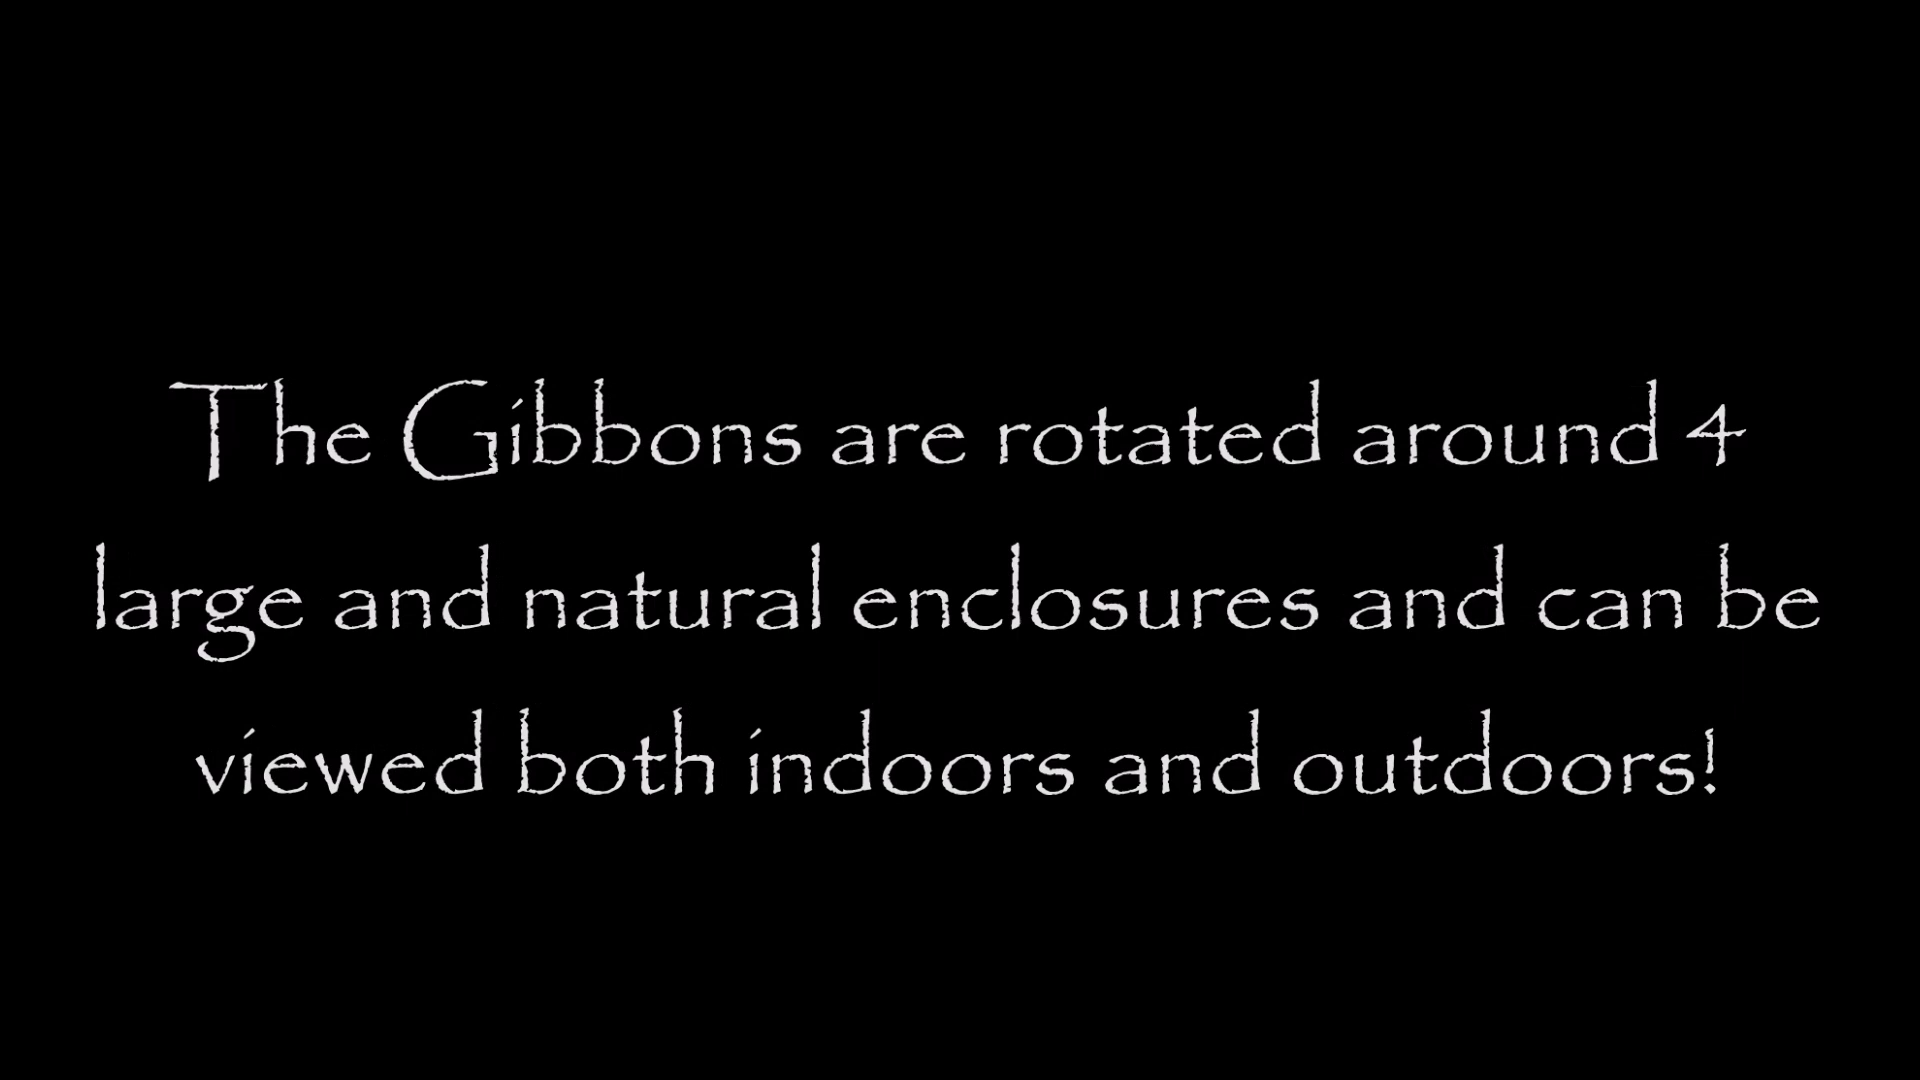 The Gibbons are rotated around 4
large and natural enclosures and can be
viewed both indoors and outdoors!